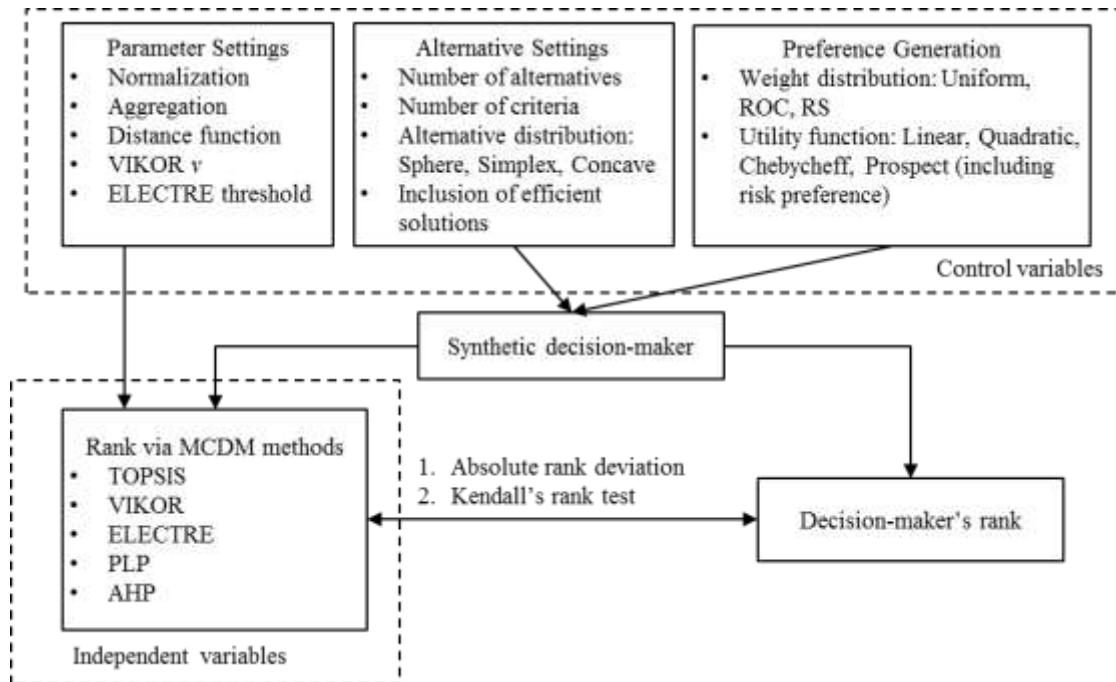 Parameter Settings
• Normalization
• Aggregation
• Distance function
• VIKOR v
• ELECTRE threshold
Alternative Settings
• Number of alternatives
• Number of criteria
• Alternative distribution:
Sphere, Simplex, Concave
• Inclusion of efficient
solutions
Preference Generation
• Weight distribution: Uniform,
ROC, RS
• Utility function: Linear, Quadratic,
Chebycheff, Prospect (including
risk preference)
Control variables
Synthetic decision-maker
Rank via MCDM methods
• TOPSIS
• VIKOR
• ELECTRE
• PLP
• AHP
Independent variables
1. Absolute rank deviation
2. Kendall's rank test
Decision-maker's rank